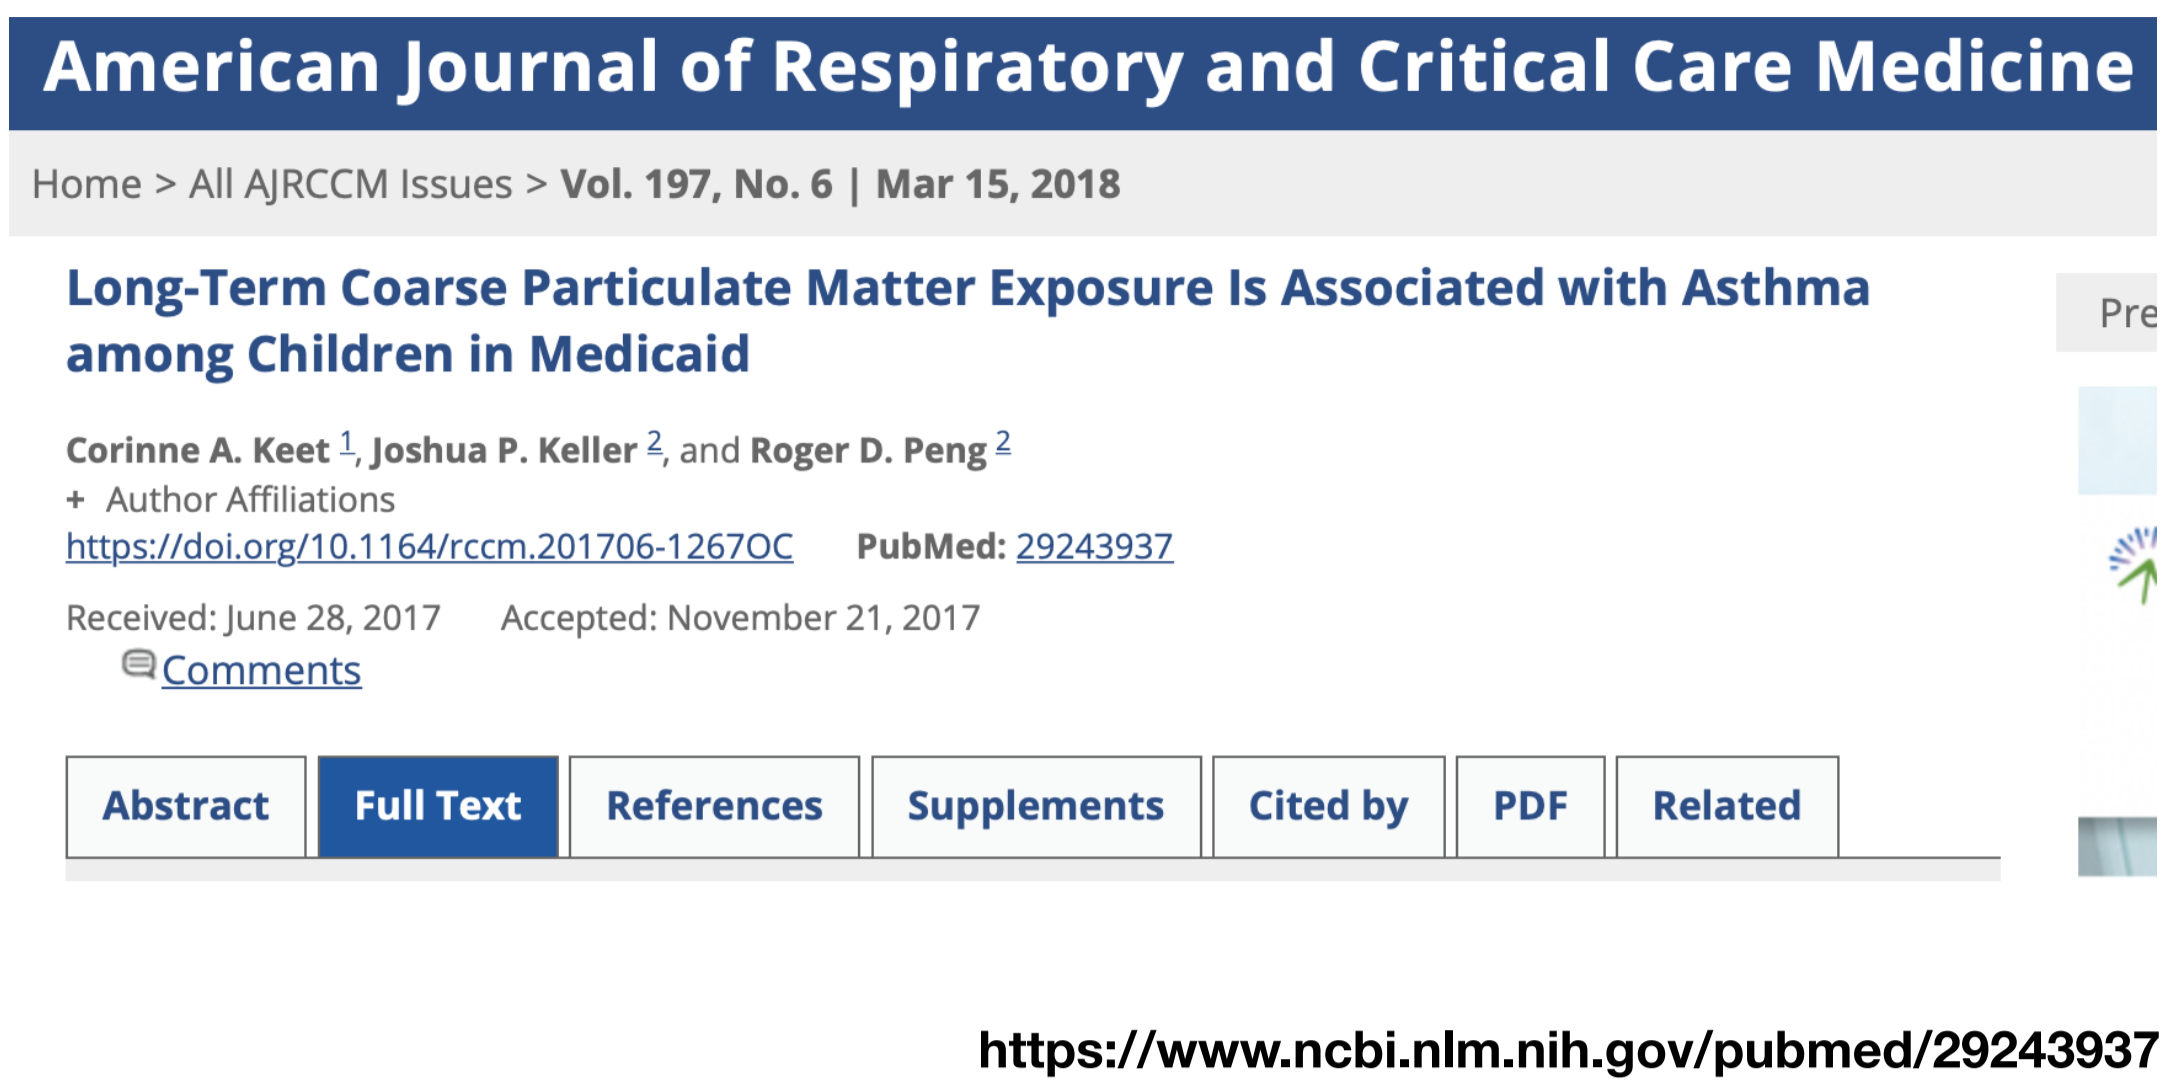 American Journal of Respiratory and Critical Care Medicine
Home > All AJRCCM Issues > Vol. 197, No. 6 | Mar 15, 2018
Long-Term Coarse Particulate Matter Exposure Is Associated with Asthma
among Children in Medicaid
Pre
Corinne A. Keet 1, Joshua P. Keller 2, and Roger D. Peng 2
+ Author Affiliations
https://doi.org/10.1164/rccm.201706-1267OC PubMed: 29243937
Received: June 28, 2017 Accepted: November 21, 2017
Comments
Abstract Full Text References Supplements Cited by PDF Related
https://www.ncbi.nlm.nih.gov/pubmed/29243937